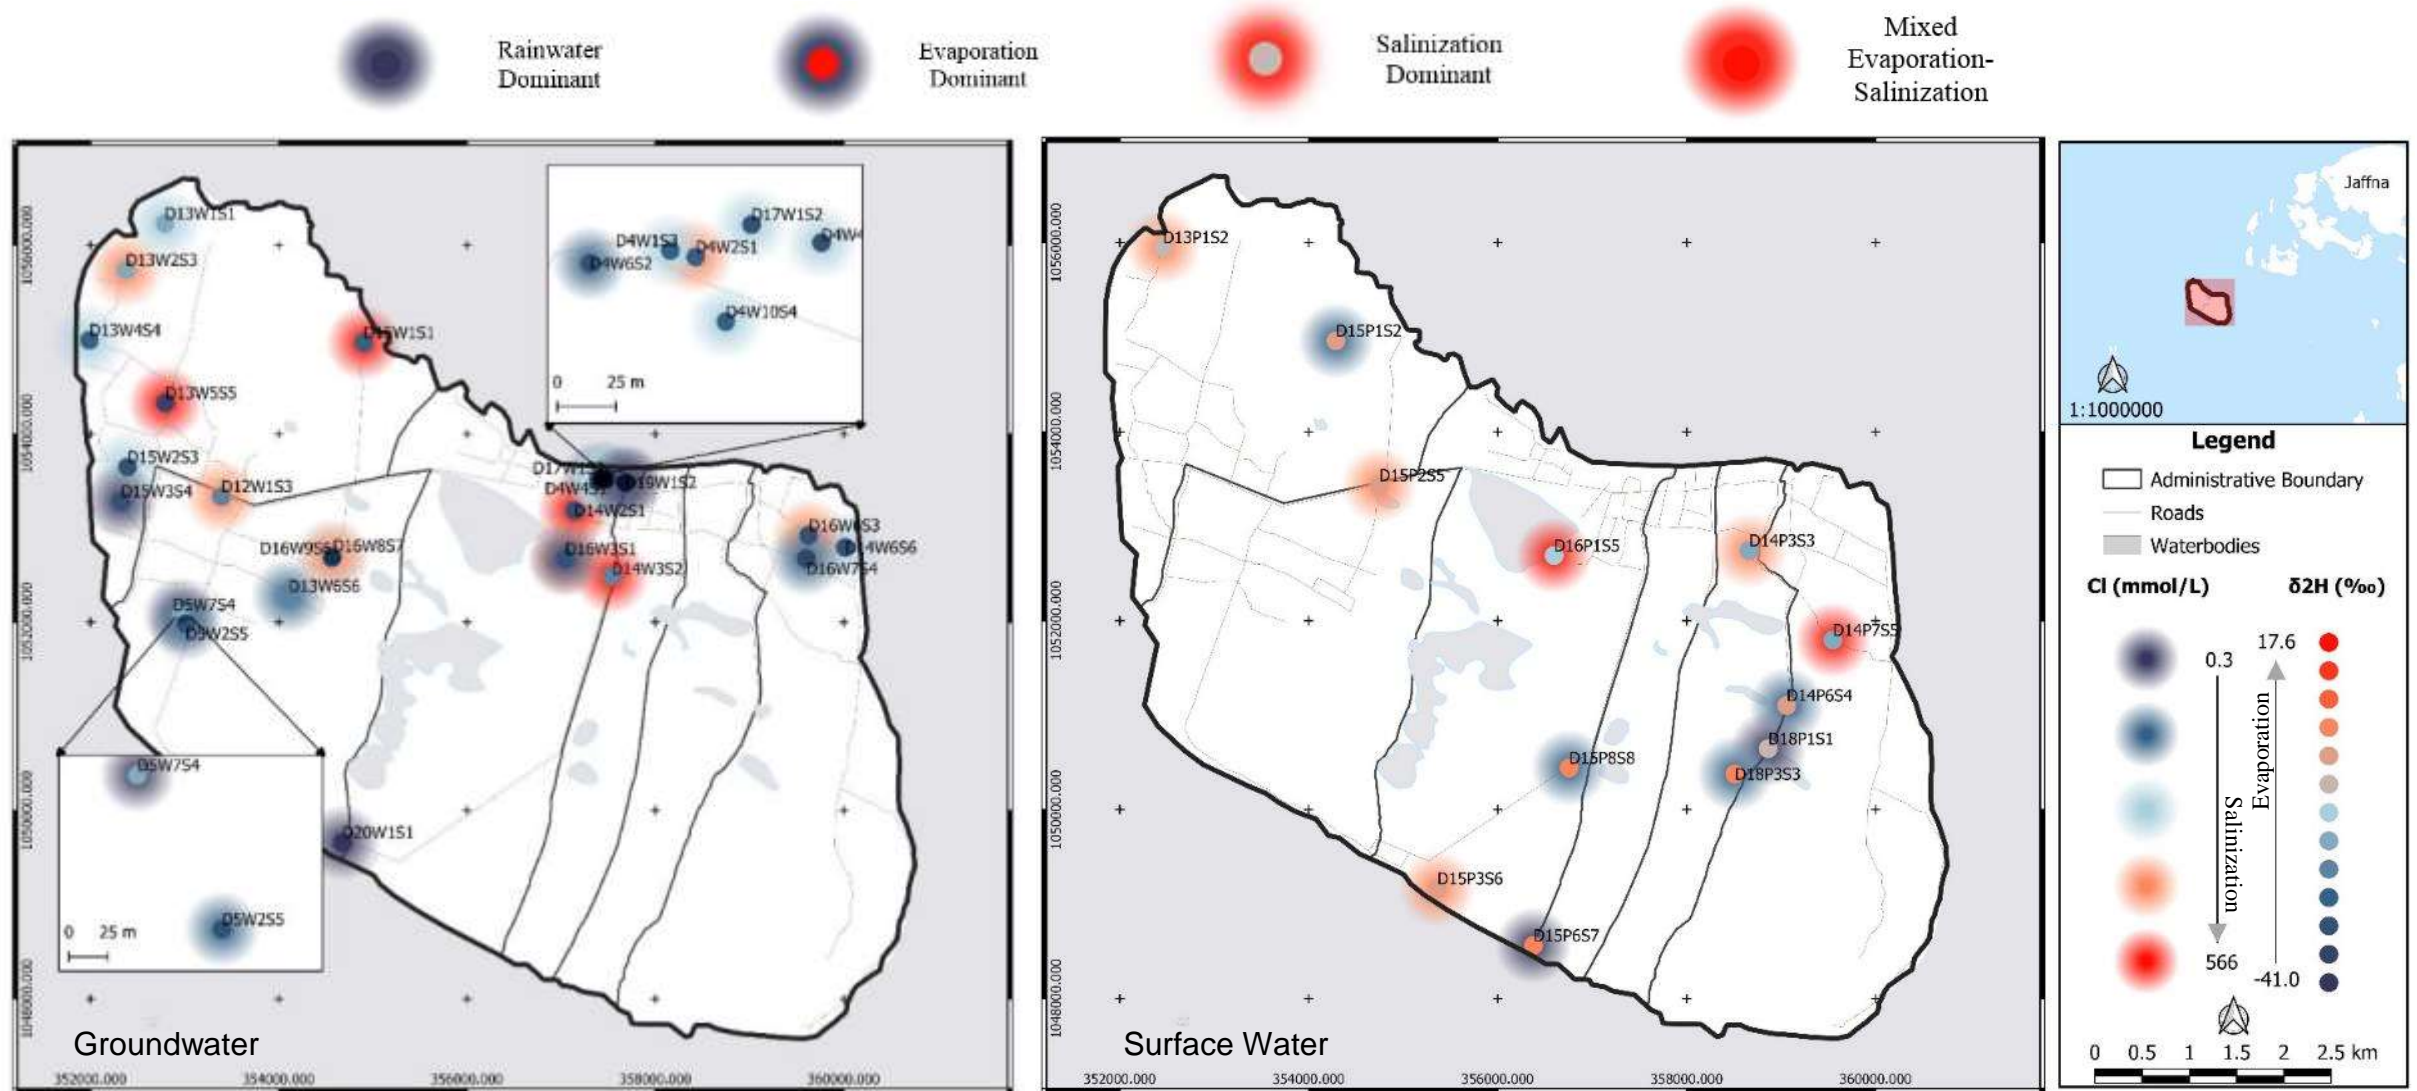 Rainwater
Dominant
Evaporation
Dominant
Salinization
Dominant
Mixed
Evaporation-
Salinization
D13W1S1
D13W2S3
D13W4S4
D15W1S1
D13W5S5
D15W2S3
D15W3S4
D12W1S3
D16W8S7
D13W6S6
D5W7S4
D5W2S5
D4W1S3
D4W2S1
D17W1S2
D4W4
D4W6S2
D4W10S4
0 25 m
D19W1S2
D14W2S1
D16W3S1
D14W3S2
D14W6S6
D16W7S4
D20W1S1
D5W7S4
D5W2S5
0 25 m
Groundwater
1056000.000
1054000.000
1052000.000
1050000.000
1048000.000
352000.000 354000.000 356000.000 358000.000 360000.000
D13P1S2
D15P1S2
D15P2S5
D16P1S5
D14P3S3
D14P7S5
D14P6S4
D18P1S1
D18P3S3
D15P8S8
D15P3S6
D15P6S7
Surface Water
1056000.000
1054000.000
1052000.000
1050000.000
1048000.000
352000.000 354000.000 356000.000 358000.000 360000.000
Jaffna
1:1000000
Legend
Administrative Boundary
Roads
Waterbodies
Cl (mmol/L) δ2H (‰)
0.3
566
Salinization
17.6
-41.0
Evaporation
0 0.5 1 1.5 2 2.5 km